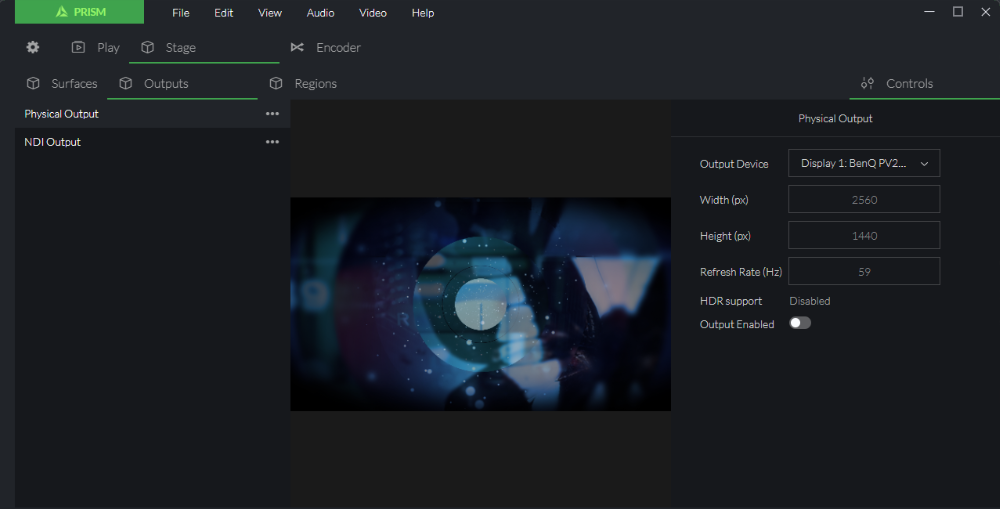 PRISM
File Edit View Audio Video Help
Play Stage Encoder
Surfaces Outputs Regions Controls
Physical Output
NDI Output
Physical Output
Output Device Display 1: BenQ PV2...
Width (px) 2560
Height (px) 1440
Refresh Rate (Hz) 59
HDR support Disabled
Output Enabled